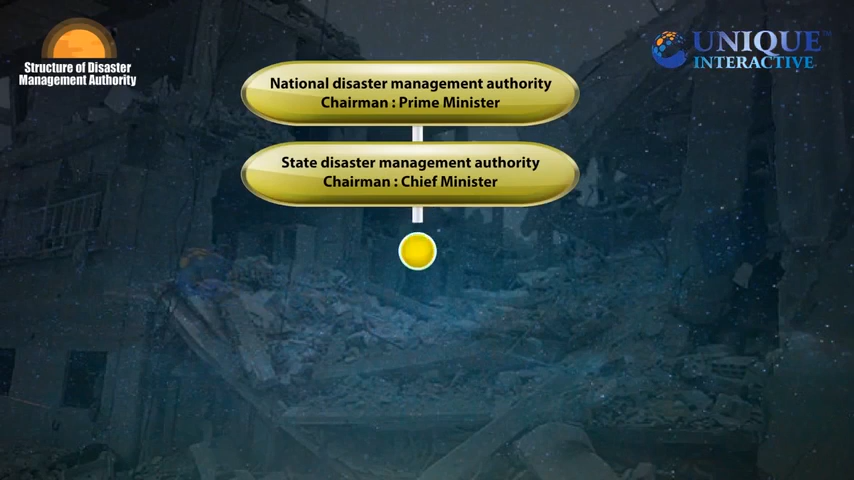 Structure of Disaster
Management Authority
UNIQUE™
INTERACTIVE
National disaster management authority
Chairman : Prime Minister
State disaster management authority
Chairman : Chief Minister